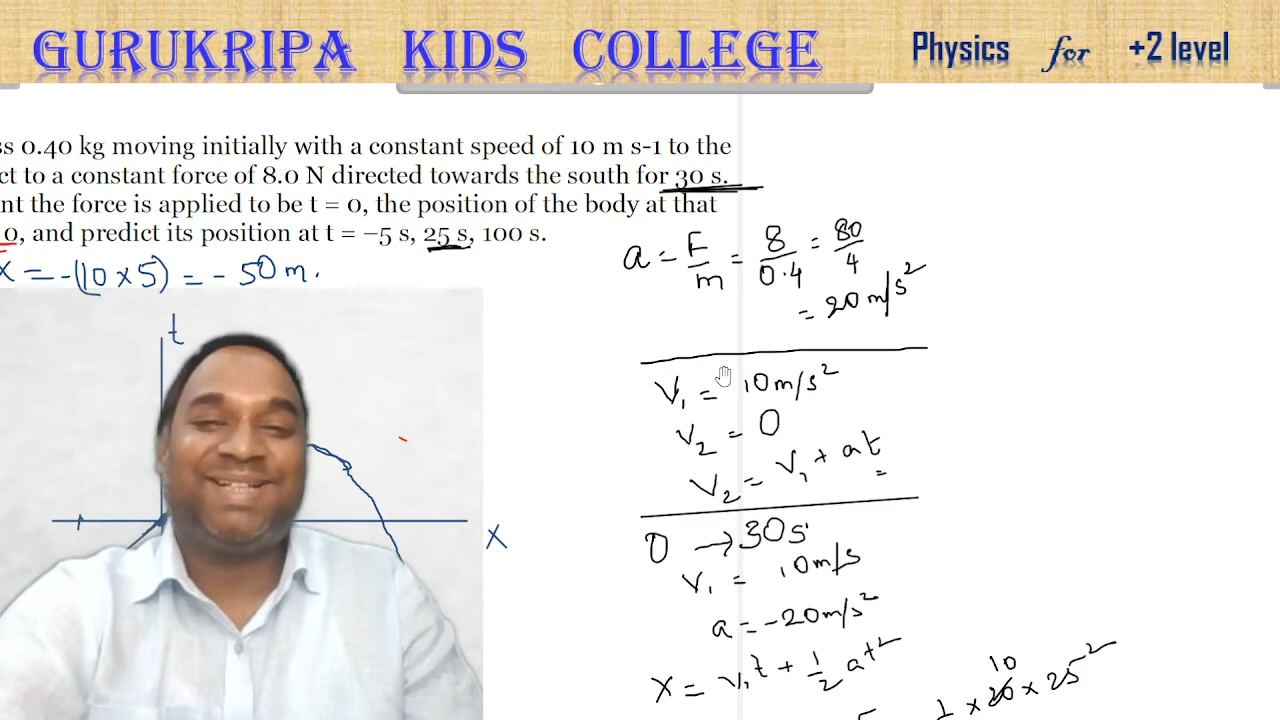 GURUKRIPA KIDS COLLEGE
Physics for +2 level
ss 0.40 kg moving initially with a constant speed of 10 m s-1 to the
ct to a constant force of 8.0 N directed towards the south for 30 s.
nt the force is applied to be t = 0, the position of the body at that
0, and predict its position at t = −5 s, 25 s, 100 s.
X = -(10 x 5) = - 50 m.
t
X
a = F/m = 8/0.4 = 80/4
= 20 m/s²
V₁ = 10 m/s²
V₂ = 0
V₂ = V₁ + at
0 → 30 s
V₁ = 10 m/s
a = -20 m/s²
X = V₁t + 1/2 at²
10
1 x 20 x 25²